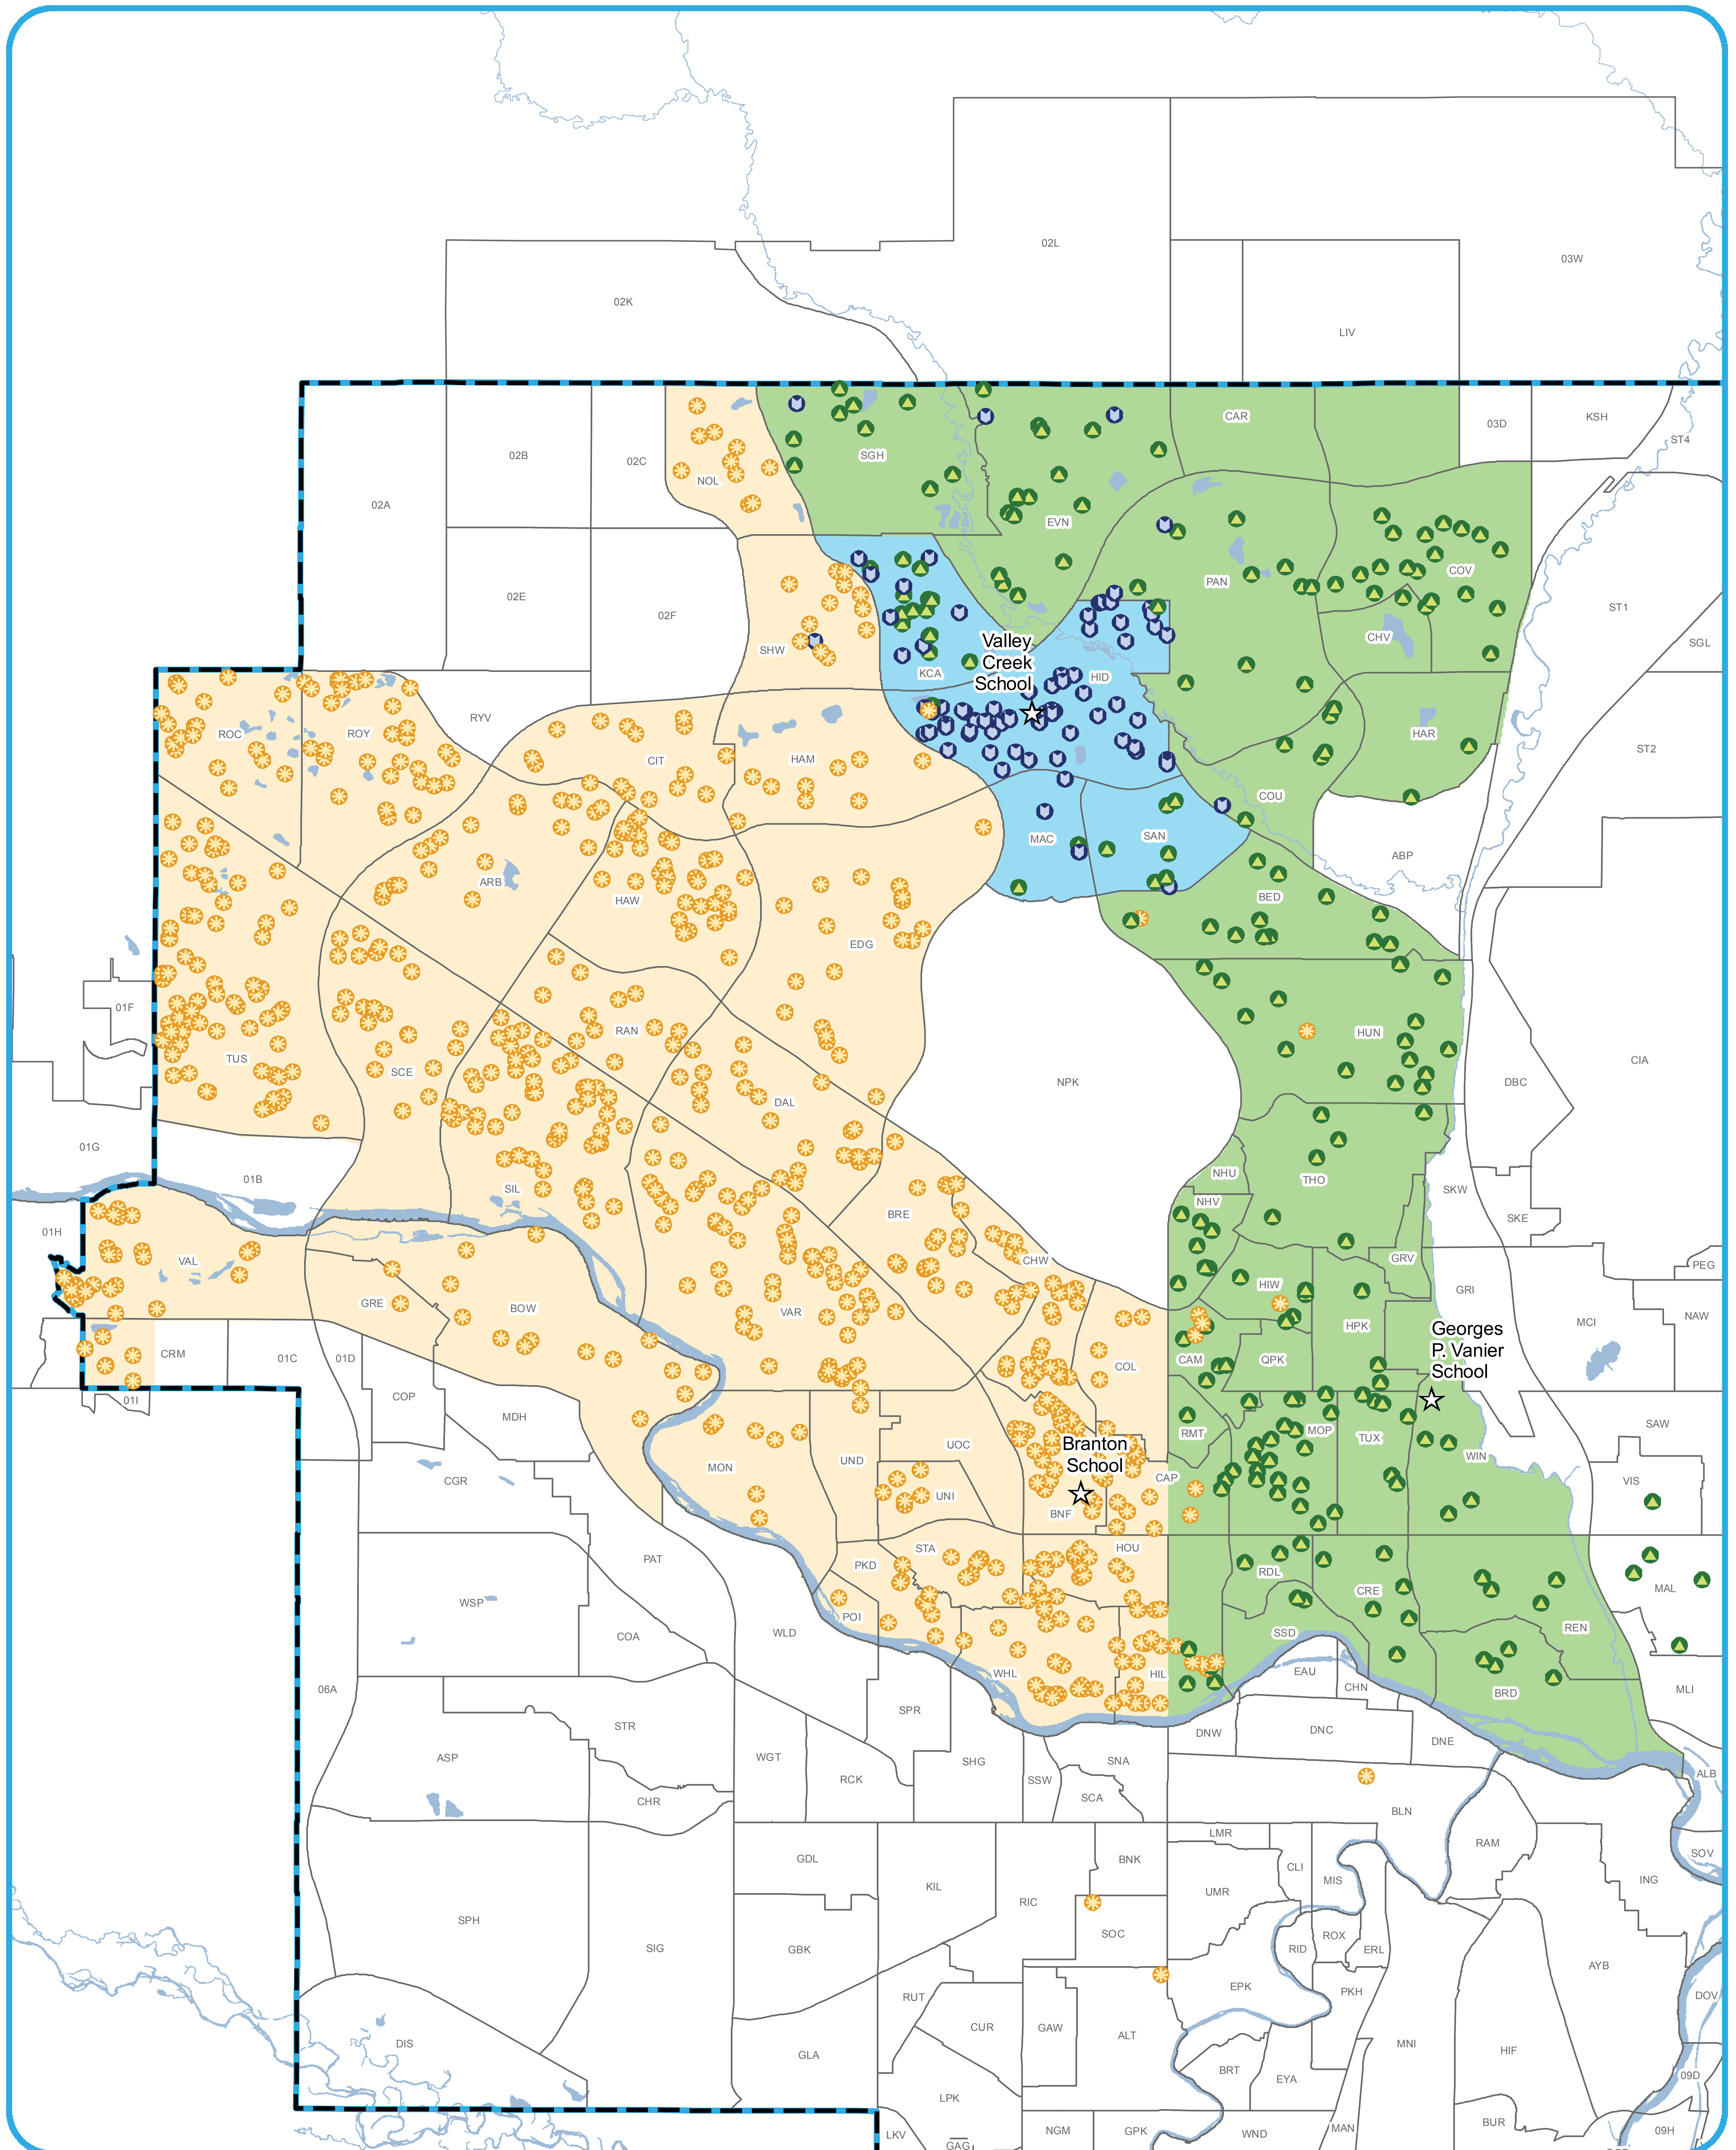 02L
03W
02K
LIV
CAR
KSH
03D
ST4
SGH
02B
02C
NOL
02A
EVN
COV
PAN
02E
ST1
02F
CHV
SGL
SHW
Valley
Creek
School
KCA
HID
RYV
ROC
ROY
HAR
ST2
CIT
HAM
COU
MAC
SAN
ABP
ARB
BED
HAW
EDG
01F
RAN
HUN
TUS
CIA
SCE
NPK
DBC
DAL
01G
NHU
01B
THO
SKW
SIL
NHV
BRE
SKE
01H
GRV
VAL
CHW
PEG
HIW
GRI
GRE
BOW
VAR
NAW
MCI
HPK
Georges
P. Vanier
School
CRM
01C
01D
CAM
QPK
COL
COP
01I
MDH
SAW
RMT
MOP
TUX
Branton
School
UOC
WIN
UND
MON
CAP
CGR
VIS
UNI
BNF
STA
HOU
PAT
PKD
RDL
MAL
CRE
WSP
POI
REN
WLD
COA
SSD
EAU
WHL
HIL
CHN
06A
MLI
BRD
SPR
STR
DNC
DNW
DNE
ASP
WGT
SHG
SNA
ALB
SSW
RCK
SCA
CHR
BLN
LMR
RAM
SOV
GDL
BNK
CLI
MIS
KIL
UMR
ING
RIC
SPH
SOC
ROX
SIG
GBK
RID
ERL
AYB
EPK
PKH
RUT
DOV
CUR
GAW
ALT
DIS
MNI
HIF
GLA
BRT
09D
EYA
LPK
BUR
MAN
NGM
GPK
09H
LKV
WND
GAG